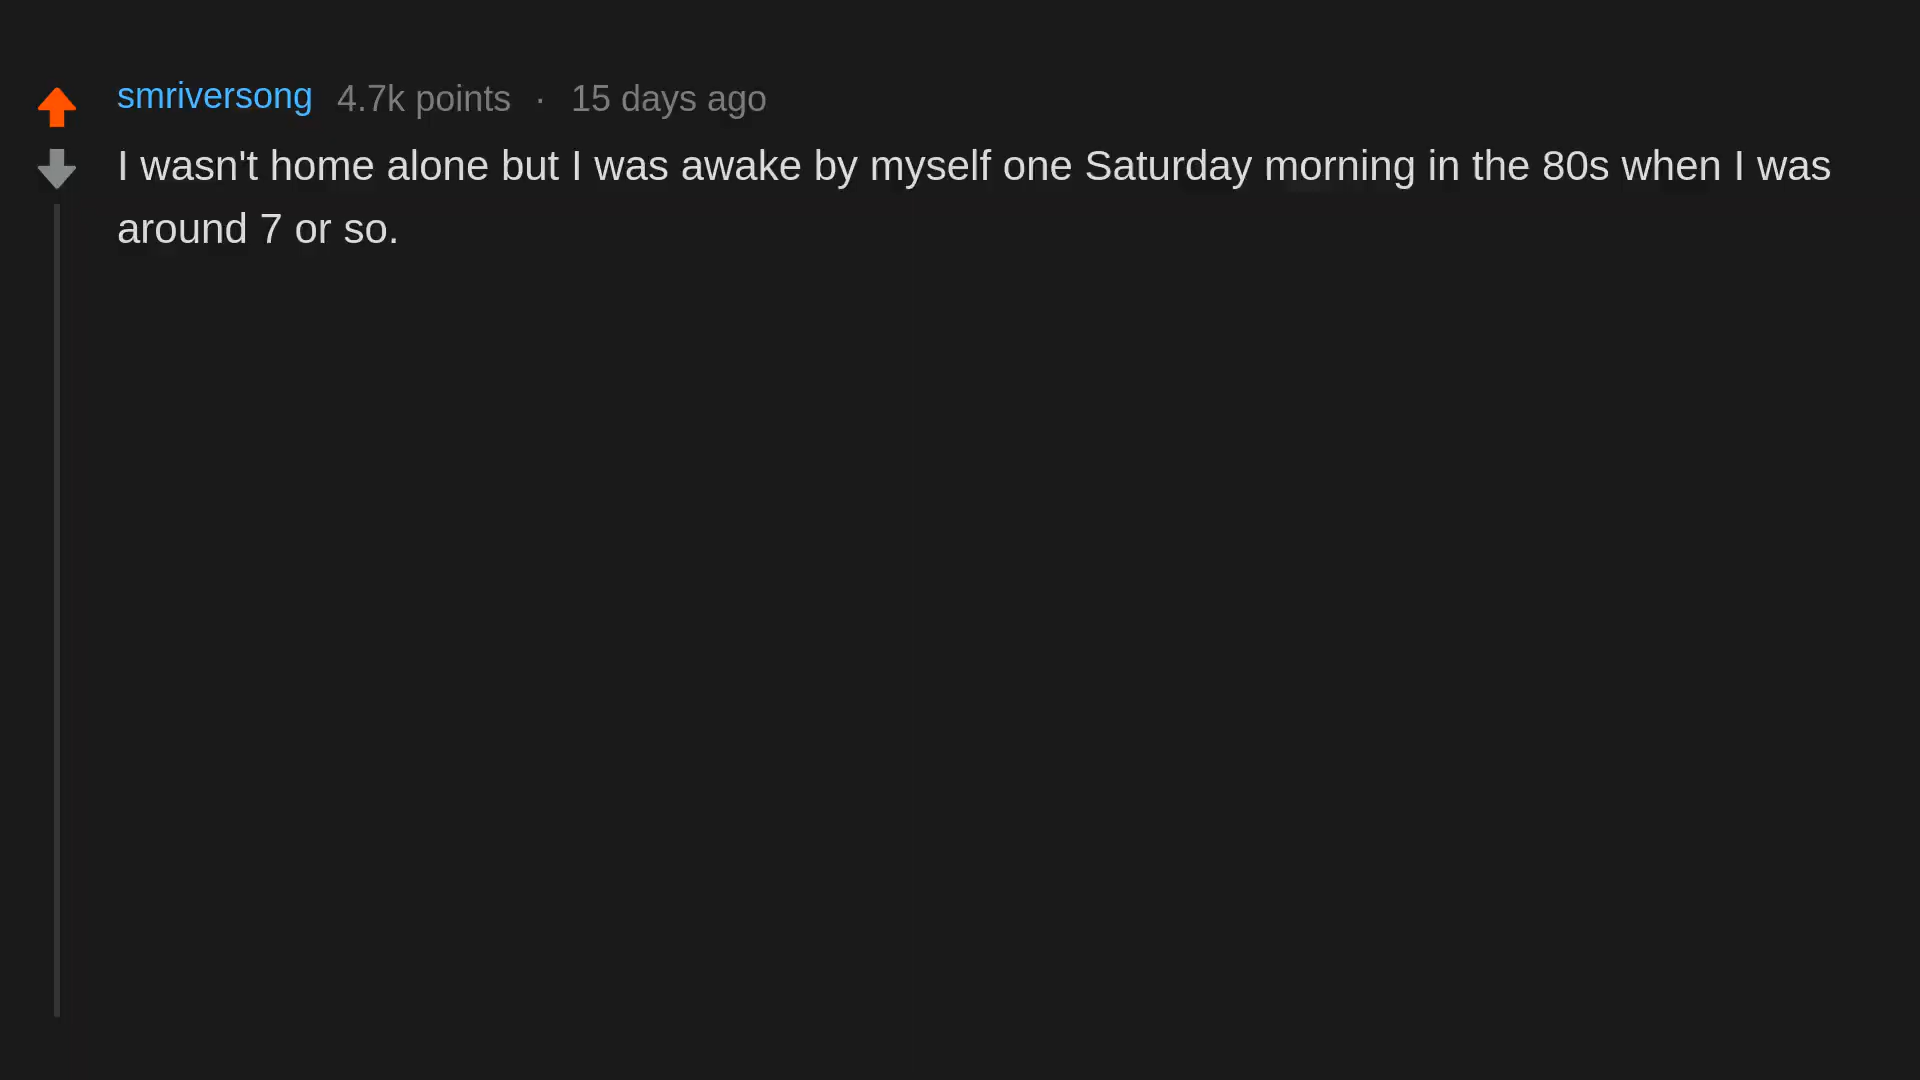 smriversong 4.7k points · 15 days ago
I wasn't home alone but I was awake by myself one Saturday morning in the 80s when I was
around 7 or so.